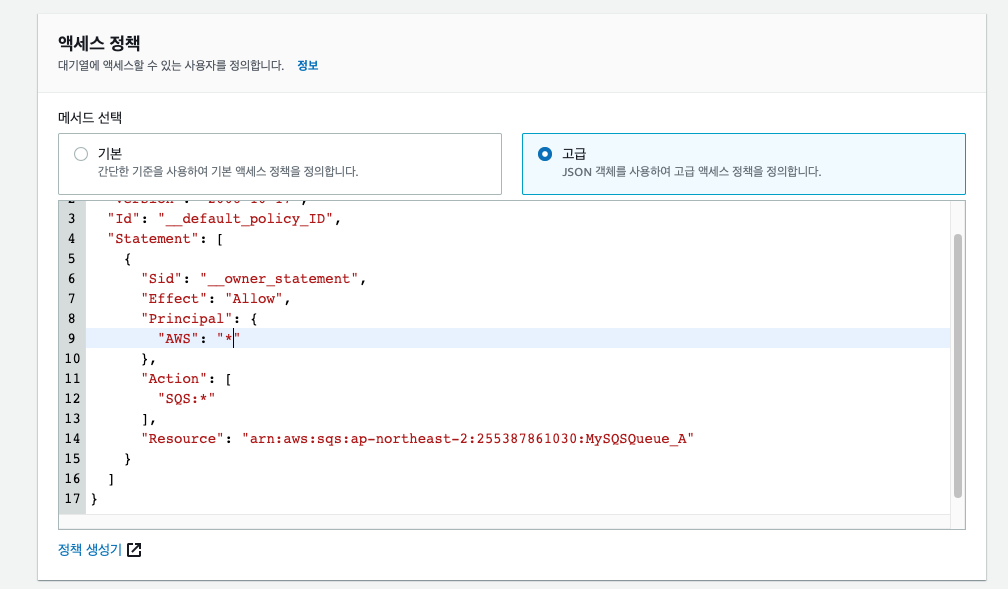 액세스 정책
대기열에 액세스할 수 있는 사용자를 정의합니다. 정보
메서드 선택
기본
간단한 기준을 사용하여 기본 액세스 정책을 정의합니다.
고급
JSON 객체를 사용하여 고급 액세스 정책을 정의합니다.
3 "Id": "__default_policy_ID",
4 "Statement": [
5 {
6 "Sid": "__owner_statement",
7 "Effect": "Allow",
8 "Principal": {
9 "AWS": "*"
10 },
11 "Action": [
12 "SQS:*"
13 ],
14 "Resource": "arn:aws:sqs:ap-northeast-2:255387861030:MySQSQueue_A"
15 }
16 ]
17 }
정책 생성기